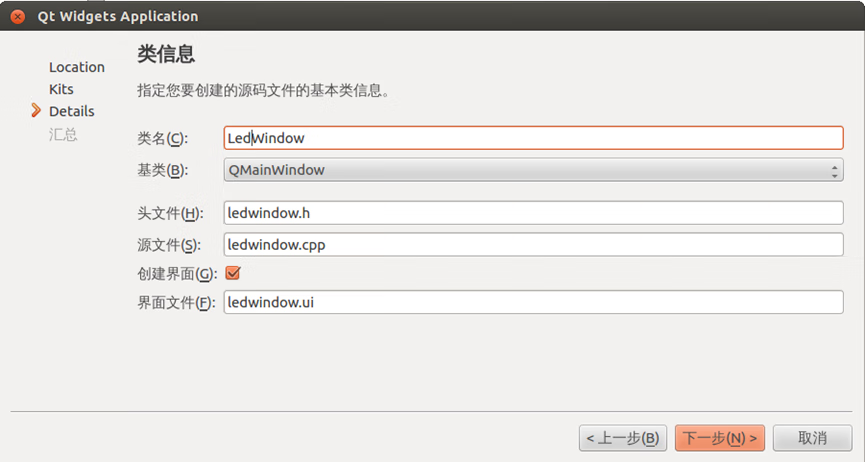 Qt Widgets Application
Location
Kits
Details
汇总
类信息
指定您要创建的源码文件的基本类信息。
类名(C): LedWindow
基类(B): QMainWindow
头文件(H): ledwindow.h
源文件(S): ledwindow.cpp
创建界面(G):
界面文件(F): ledwindow.ui
< 上一步(B) 下一步(N) > 取消